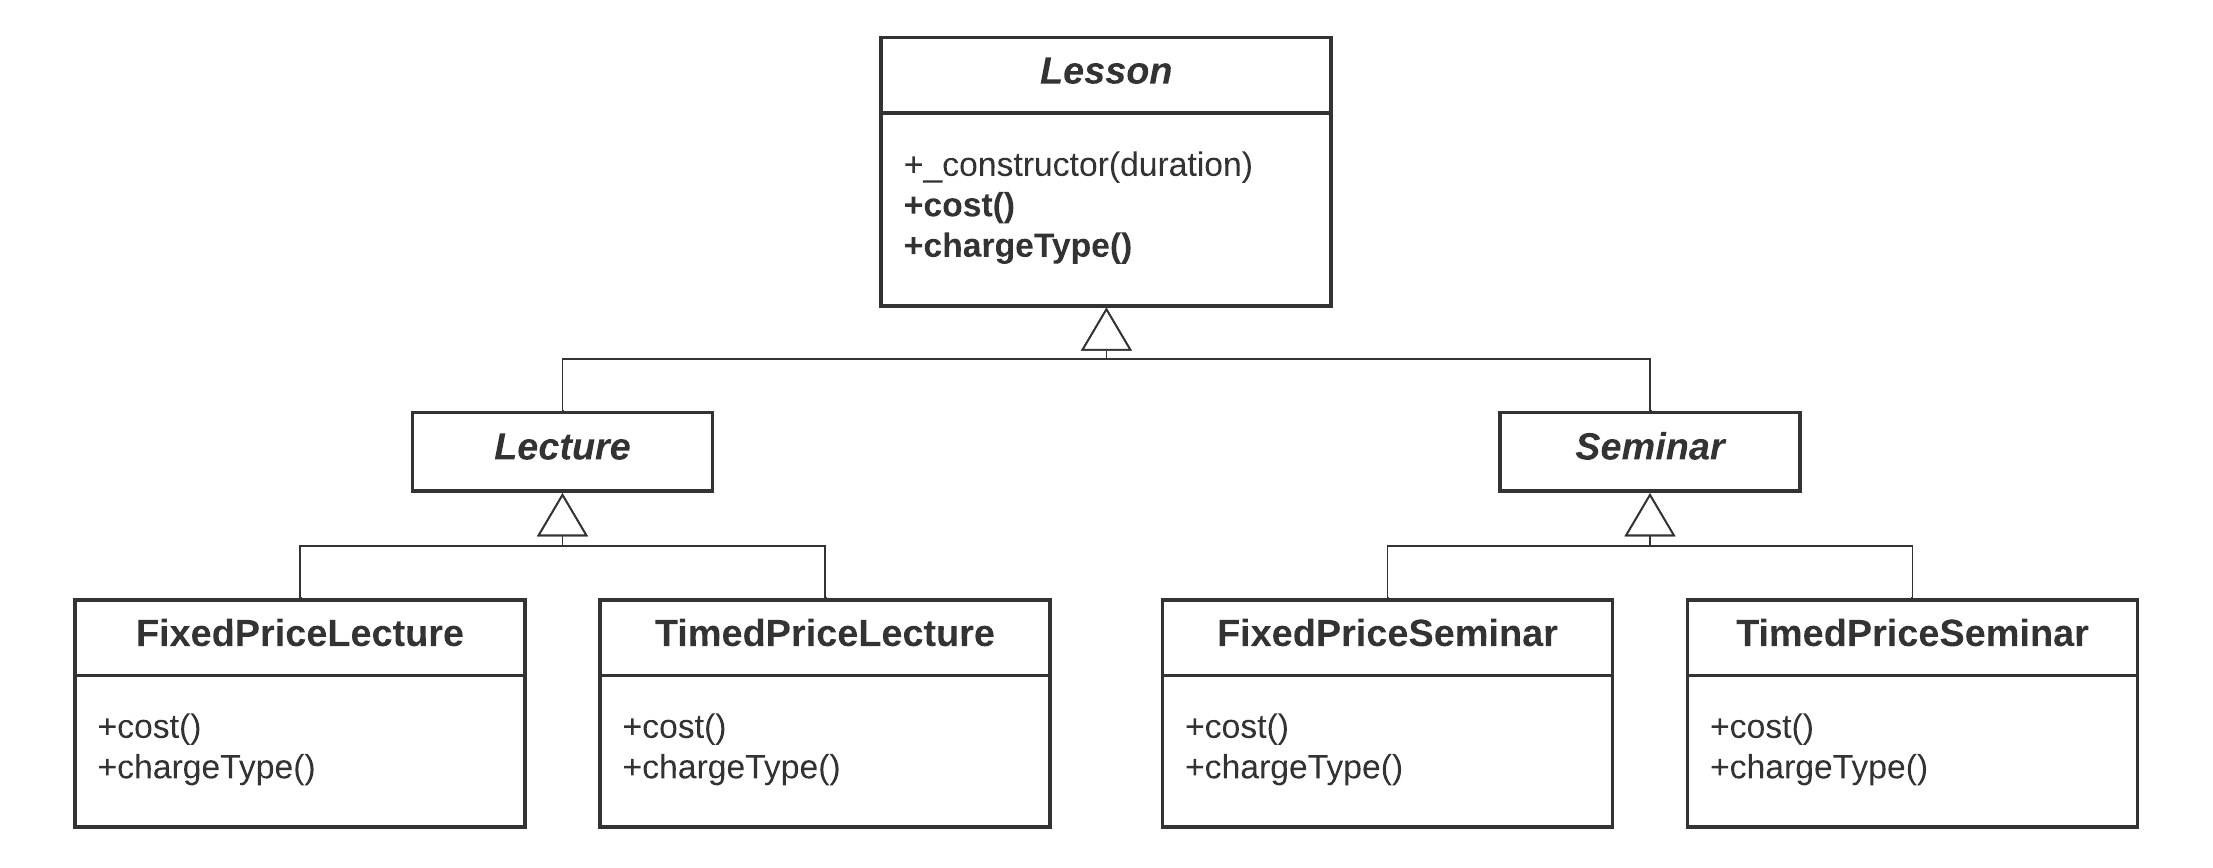 Lesson
+_constructor(duration)
+cost()
+chargeType()
Lecture
Seminar
FixedPriceLecture
+cost()
+chargeType()
TimedPriceLecture
+cost()
+chargeType()
FixedPriceSeminar
+cost()
+chargeType()
TimedPriceSeminar
+cost()
+chargeType()